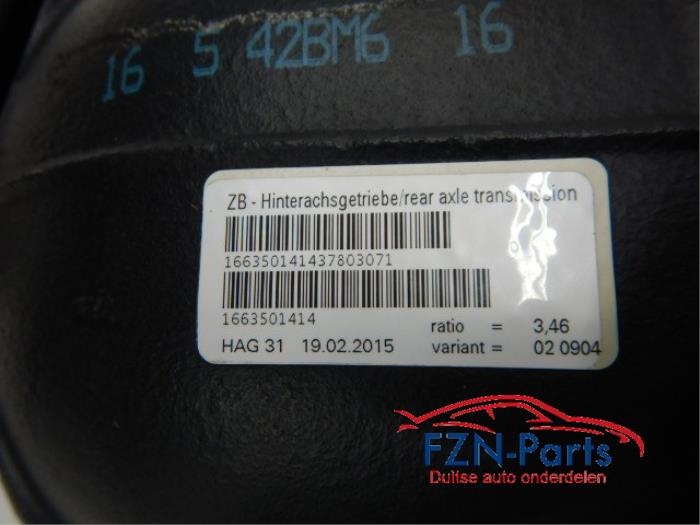 16 5 42BM6 16
ZB - Hinterachsgetriebe/rear axle transmission
166350141437803071
1663501414
ratio = 3,46
HAG 31 19.02.2015 variant = 02 0904
FZN-Parts
Duitse auto onderdelen